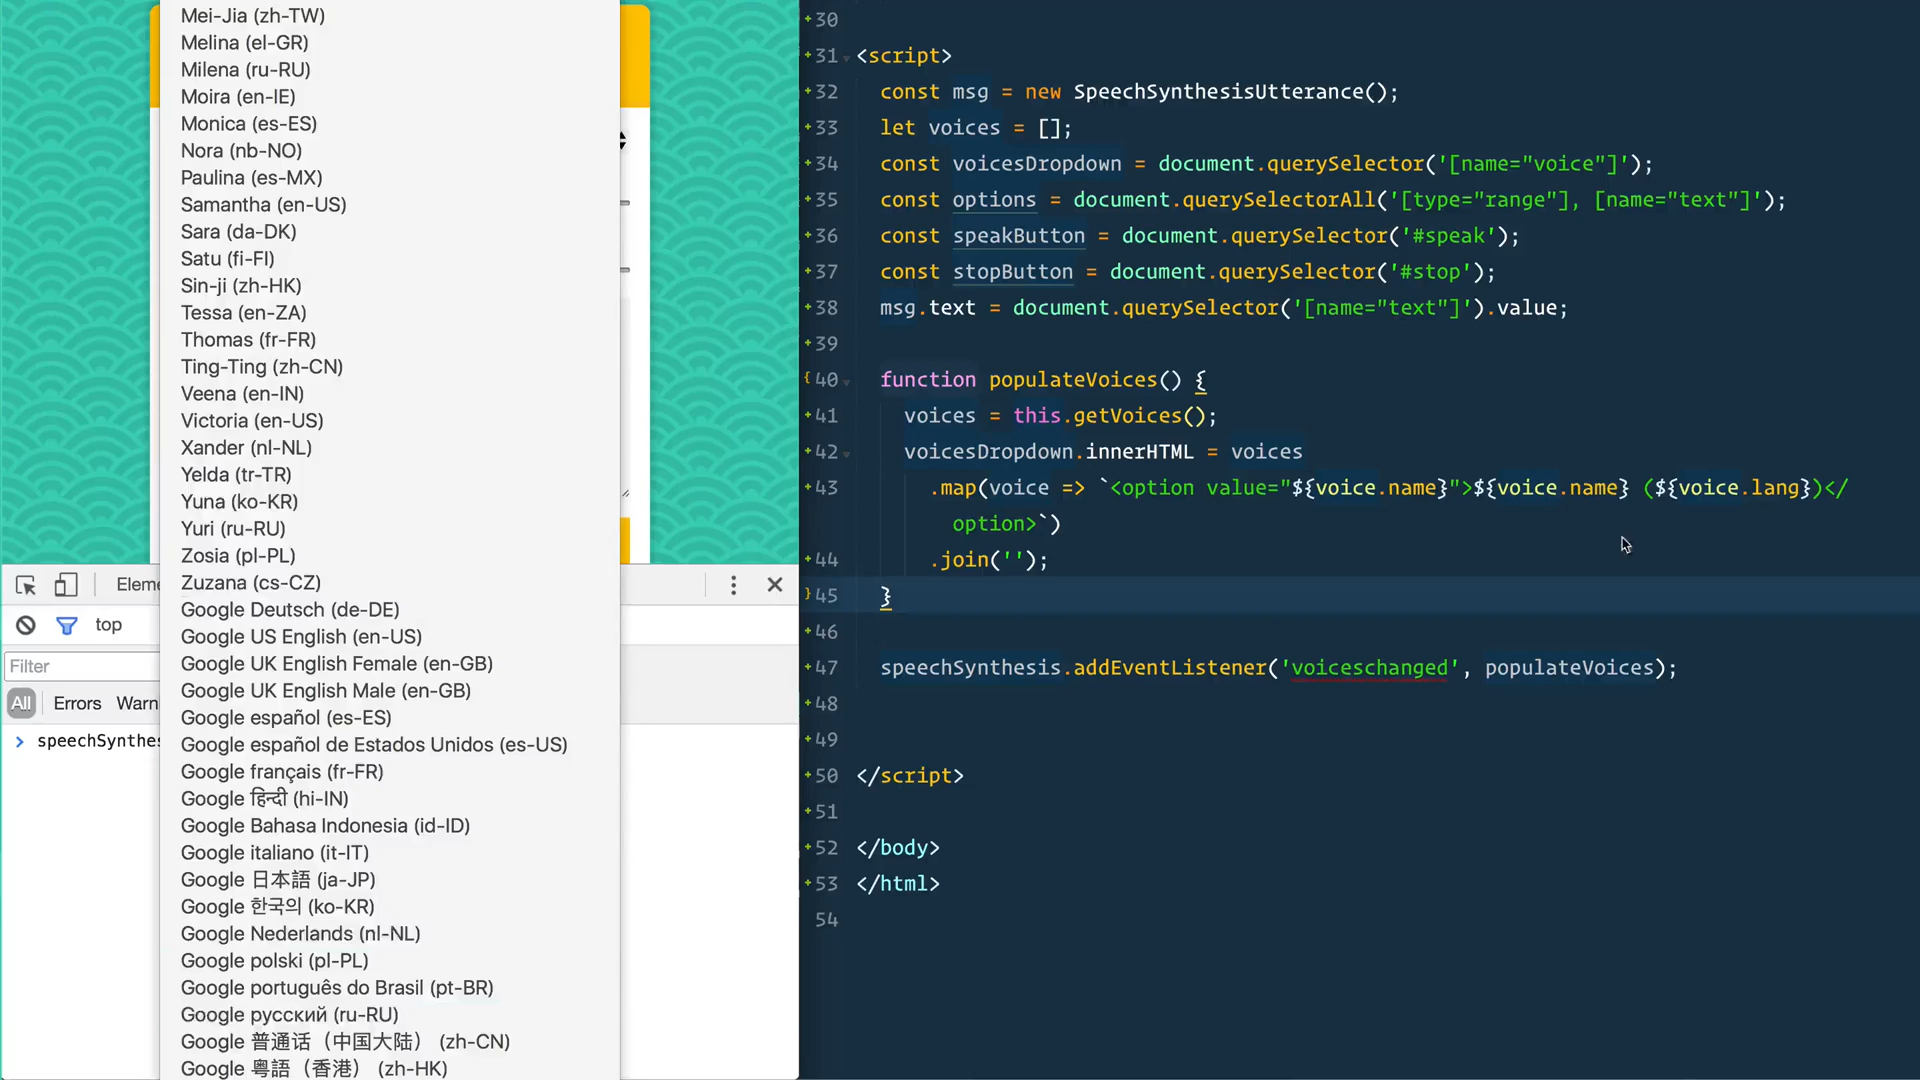 Mei-Jia (zh-TW)
Melina (el-GR)
Milena (ru-RU)
Moira (en-IE)
Monica (es-ES)
Nora (nb-NO)
Paulina (es-MX)
Samantha (en-US)
Sara (da-DK)
Satu (fi-FI)
Sin-ji (zh-HK)
Tessa (en-ZA)
Thomas (fr-FR)
Ting-Ting (zh-CN)
Veena (en-IN)
Victoria (en-US)
Xander (nl-NL)
Yelda (tr-TR)
Yuna (ko-KR)
Yuri (ru-RU)
Zosia (pl-PL)
Zuzana (cs-CZ)
Google Deutsch (de-DE)
Google US English (en-US)
Google UK English Female (en-GB)
Google UK English Male (en-GB)
Google español (es-ES)
Google español de Estados Unidos (es-US)
Google français (fr-FR)
Google हिन्दी (hi-IN)
Google Bahasa Indonesia (id-ID)
Google italiano (it-IT)
Google 日本語 (ja-JP)
Google 한국의 (ko-KR)
Google Nederlands (nl-NL)
Google polski (pl-PL)
Google português do Brasil (pt-BR)
Google русский (ru-RU)
Google 普通话（中国大陆） (zh-CN)
Google 粤語（香港） (zh-HK)
Eleme
top
Filter
All Errors Warn
> speechSynthes
30
31 <script>
32 const msg = new SpeechSynthesisUtterance();
33 let voices = [];
34 const voicesDropdown = document.querySelector('[name="voice"]');
35 const options = document.querySelectorAll('[type="range"], [name="text"]');
36 const speakButton = document.querySelector('#speak');
37 const stopButton = document.querySelector('#stop');
38 msg.text = document.querySelector('[name="text"]').value;
39
40 function populateVoices() {
41 voices = this.getVoices();
42 voicesDropdown.innerHTML = voices
43 .map(voice => `<option value="${voice.name}">${voice.name} (${voice.lang})</
option>`)
44 .join('');
45 }
46
47 speechSynthesis.addEventListener('voiceschanged', populateVoices);
48
49
50 </script>
51
52 </body>
53 </html>
54